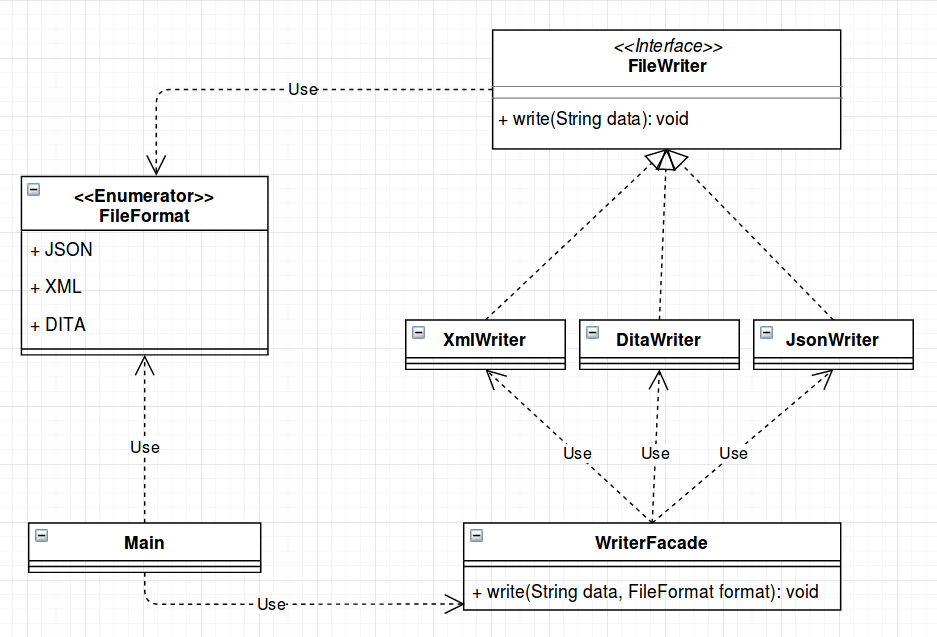 <<Interface>>
FileWriter
+ write(String data): void
Use
<<Enumerator>>
FileFormat
+ JSON
+ XML
+ DITA
XmlWriter
DitaWriter
JsonWriter
Use
Use
Use
Use
Main
WriterFacade
+ write(String data, FileFormat format): void
Use